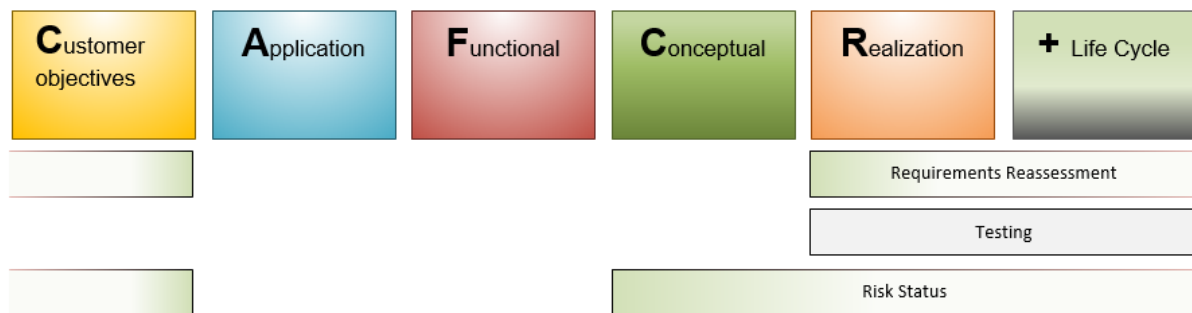 Customer
objectives
Application
Functional
Conceptual
Realization
+ Life Cycle
Requirements Reassessment
Testing
Risk Status